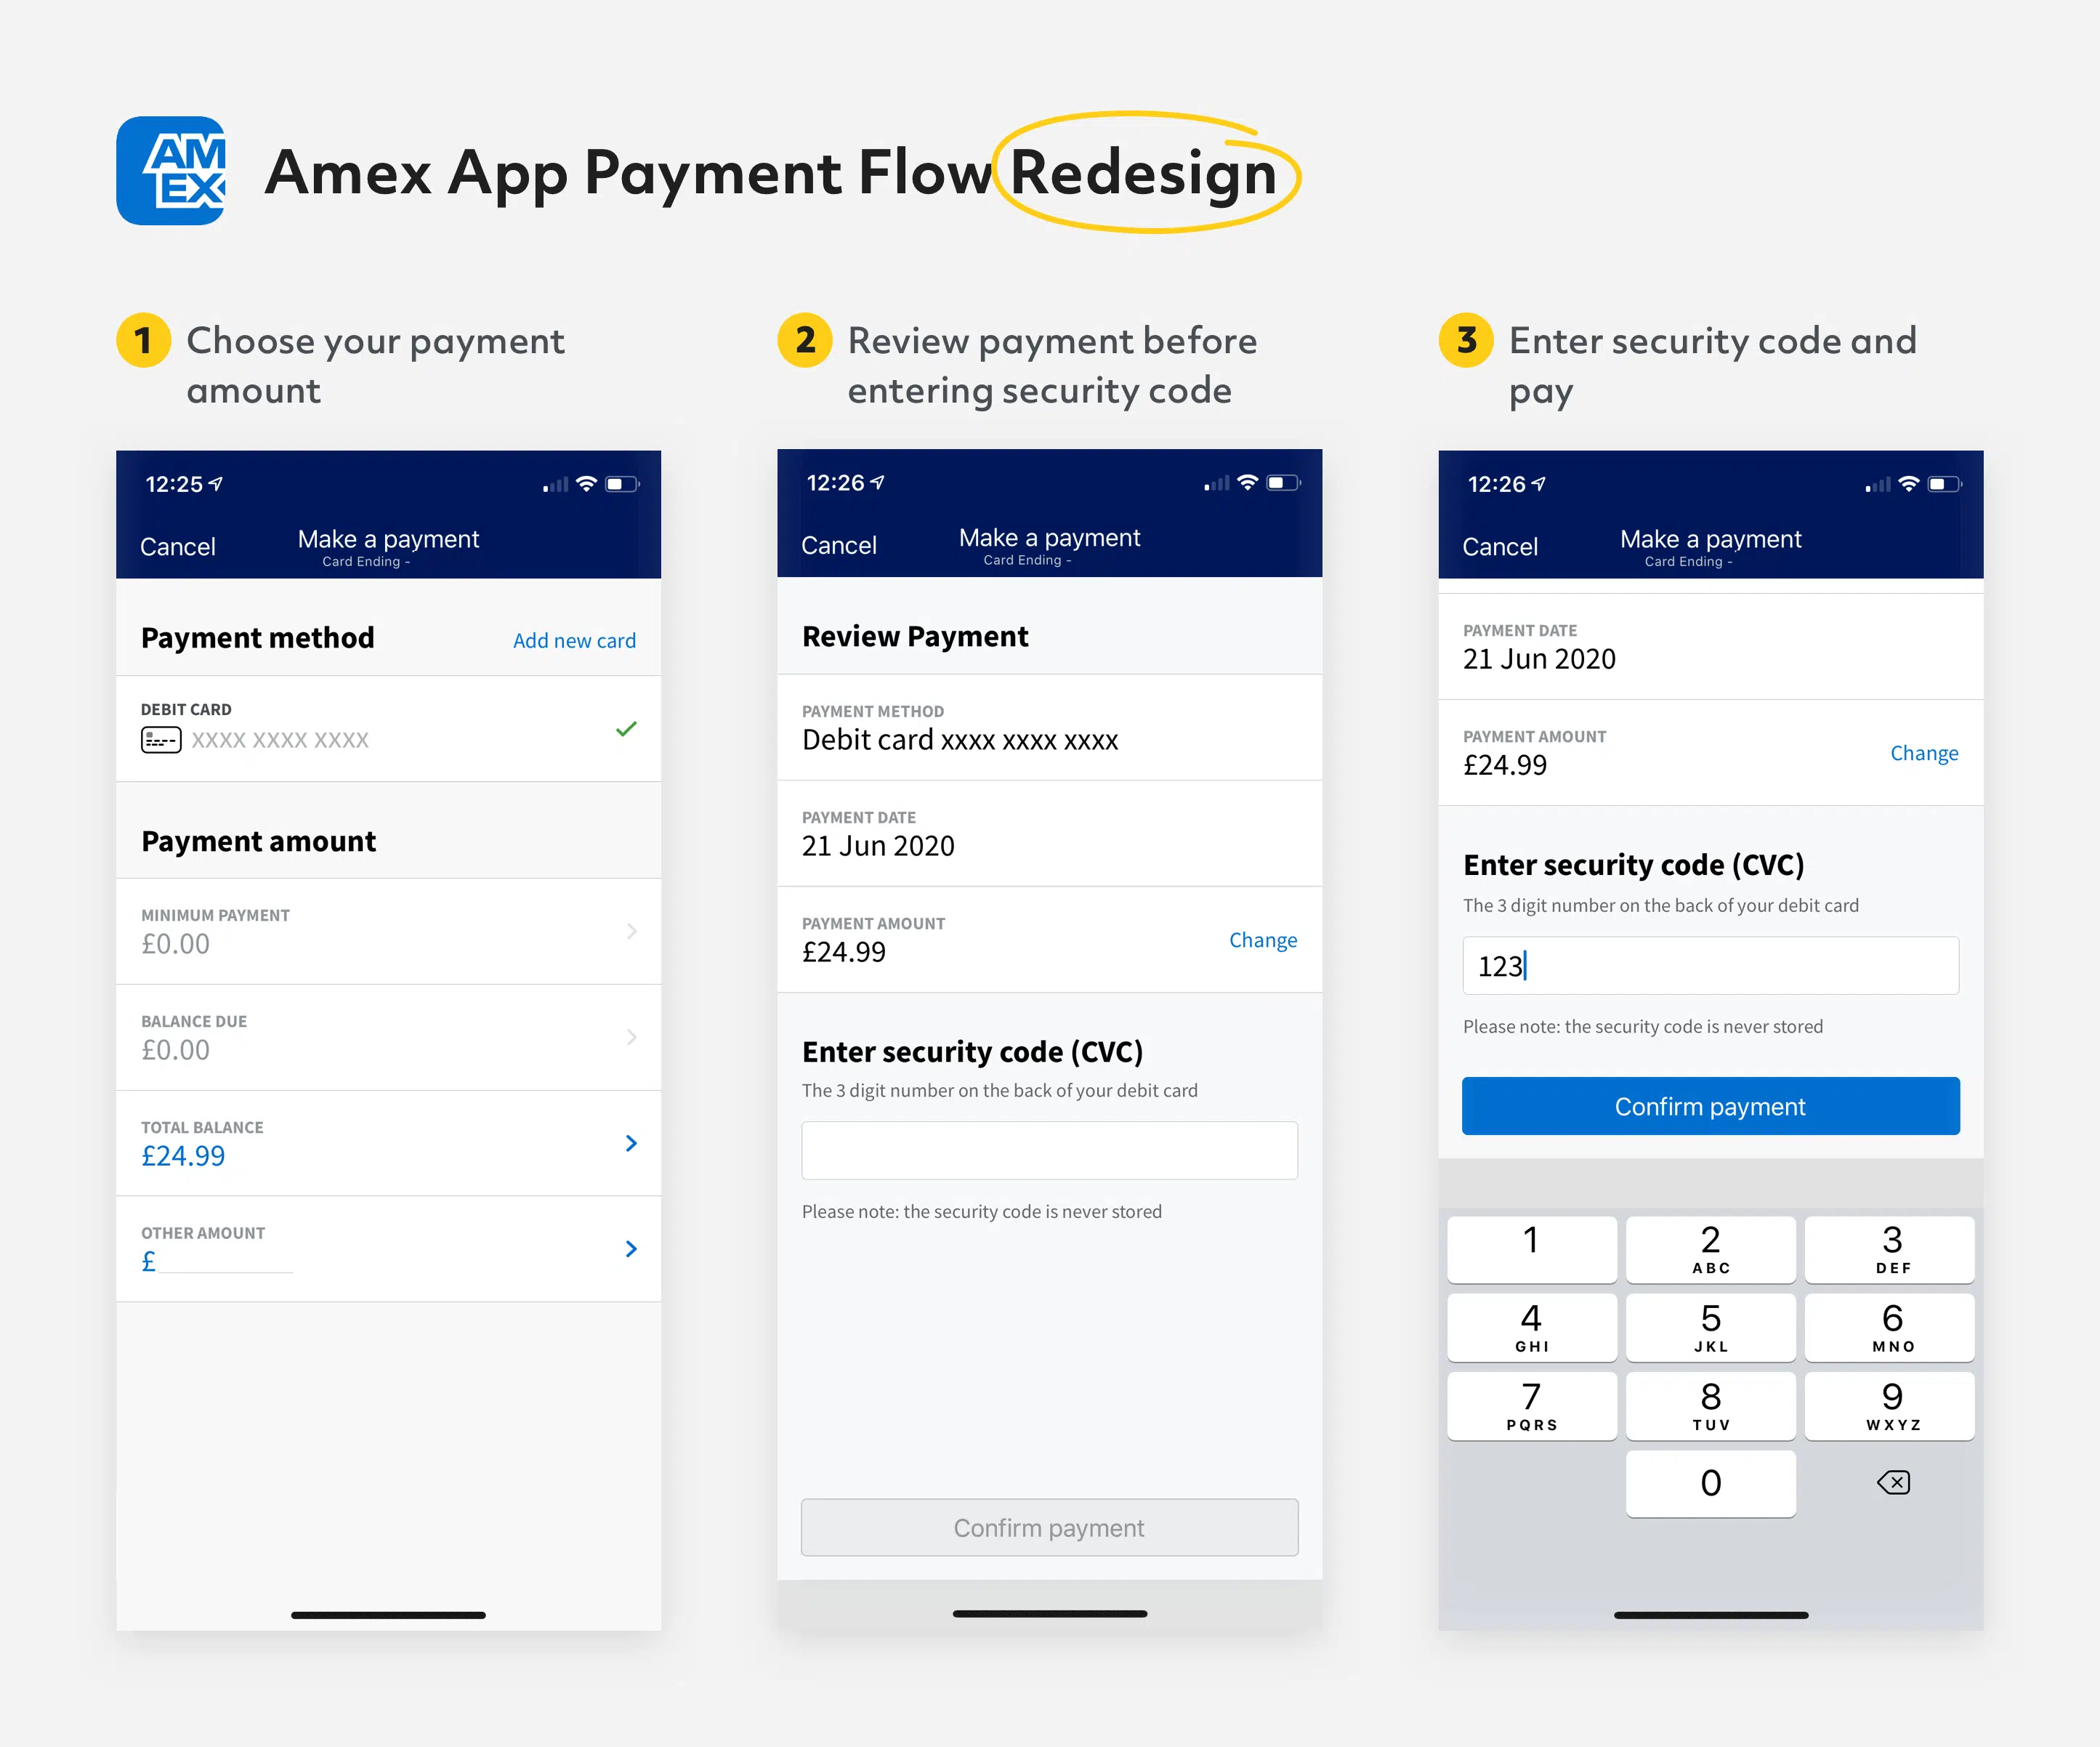 AM
EX
Amex App Payment Flow Redesign
1 Choose your payment
amount
12:25
Cancel
Make a payment
Card Ending -
Payment method
Add new card
DEBIT CARD
XXXX XXXX XXXX
Payment amount
MINIMUM PAYMENT
£0.00
BALANCE DUE
£0.00
TOTAL BALANCE
£24.99
OTHER AMOUNT
£
2 Review payment before
entering security code
12:26
Cancel
Make a payment
Card Ending -
Review Payment
PAYMENT METHOD
Debit card xxxx xxxx xxxx
PAYMENT DATE
21 Jun 2020
PAYMENT AMOUNT
£24.99
Change
Enter security code (CVC)
The 3 digit number on the back of your debit card
Please note: the security code is never stored
Confirm payment
3 Enter security code and
pay
12:26
Cancel
Make a payment
Card Ending -
PAYMENT DATE
21 Jun 2020
PAYMENT AMOUNT
£24.99
Change
Enter security code (CVC)
The 3 digit number on the back of your debit card
123
Please note: the security code is never stored
Confirm payment
1 2 3
ABC DEF
4 5 6
GHI JKL MNO
7 8 9
PQRS TUV WXYZ
0